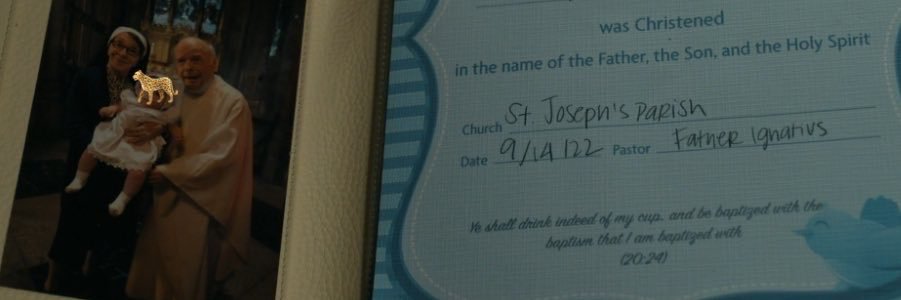 was Christened
in the name of the Father, the Son, and the Holy Spirit
Church St. Joseph's Parish
Date 9/14/22 Pastor Father Ignatius
Ye shall drink indeed of my cup, and be baptized with the
baptism that I am baptized with
(20:24)